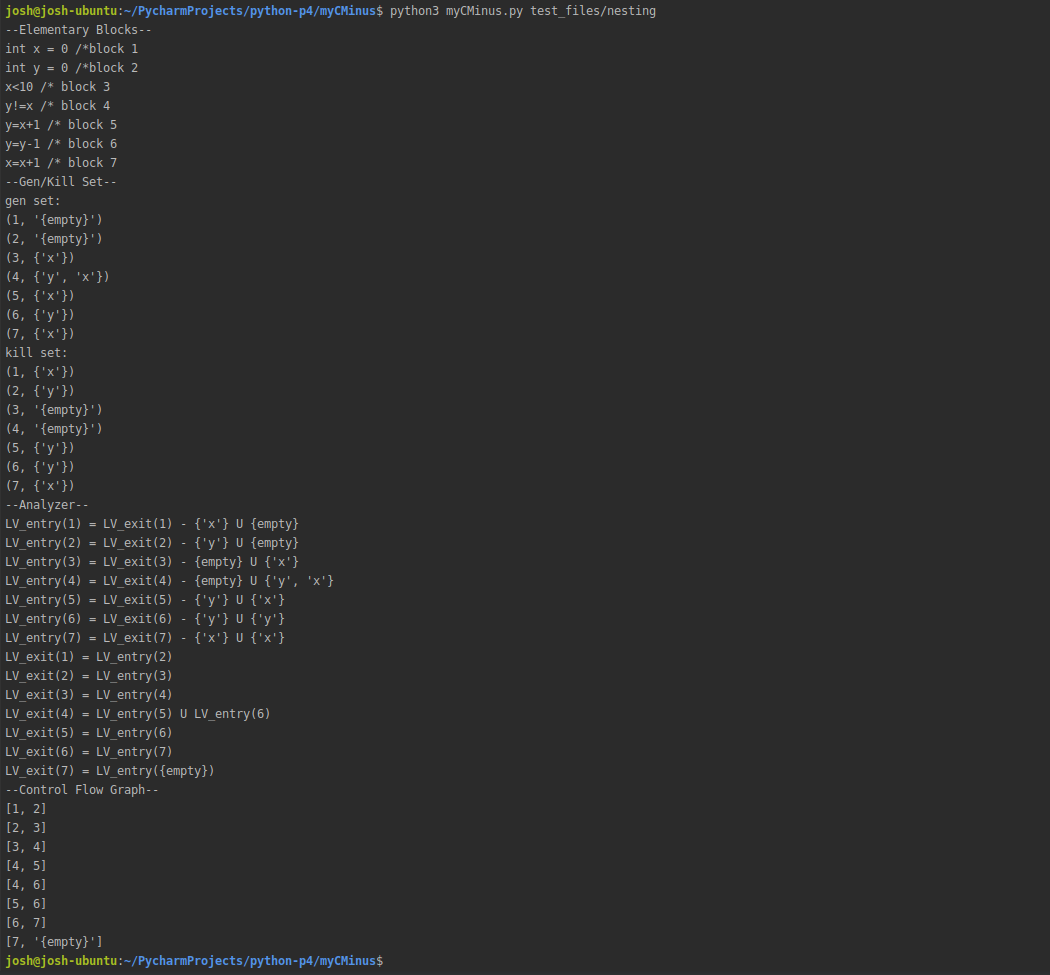 josh@josh-ubuntu:~/PycharmProjects/python-p4/myCMinus$ python3 myCMinus.py test_files/nesting
--Elementary Blocks--
int x = 0 /*block 1
int y = 0 /*block 2
x<10 /* block 3
y!=x /* block 4
y=x+1 /* block 5
y=y-1 /* block 6
x=x+1 /* block 7
--Gen/Kill Set--
gen set:
(1, '{empty}')
(2, '{empty}')
(3, {'x'})
(4, {'y', 'x'})
(5, {'x'})
(6, {'y'})
(7, {'x'})
kill set:
(1, {'x'})
(2, {'y'})
(3, '{empty}')
(4, '{empty}')
(5, {'y'})
(6, {'y'})
(7, {'x'})
--Analyzer--
LV_entry(1) = LV_exit(1) - {'x'} U {empty}
LV_entry(2) = LV_exit(2) - {'y'} U {empty}
LV_entry(3) = LV_exit(3) - {empty} U {'x'}
LV_entry(4) = LV_exit(4) - {empty} U {'y', 'x'}
LV_entry(5) = LV_exit(5) - {'y'} U {'x'}
LV_entry(6) = LV_exit(6) - {'y'} U {'y'}
LV_entry(7) = LV_exit(7) - {'x'} U {'x'}
LV_exit(1) = LV_entry(2)
LV_exit(2) = LV_entry(3)
LV_exit(3) = LV_entry(4)
LV_exit(4) = LV_entry(5) U LV_entry(6)
LV_exit(5) = LV_entry(6)
LV_exit(6) = LV_entry(7)
LV_exit(7) = LV_entry({empty})
--Control Flow Graph--
[1, 2]
[2, 3]
[3, 4]
[4, 5]
[4, 6]
[5, 6]
[6, 7]
[7, '{empty}']
josh@josh-ubuntu:~/PycharmProjects/python-p4/myCMinus$